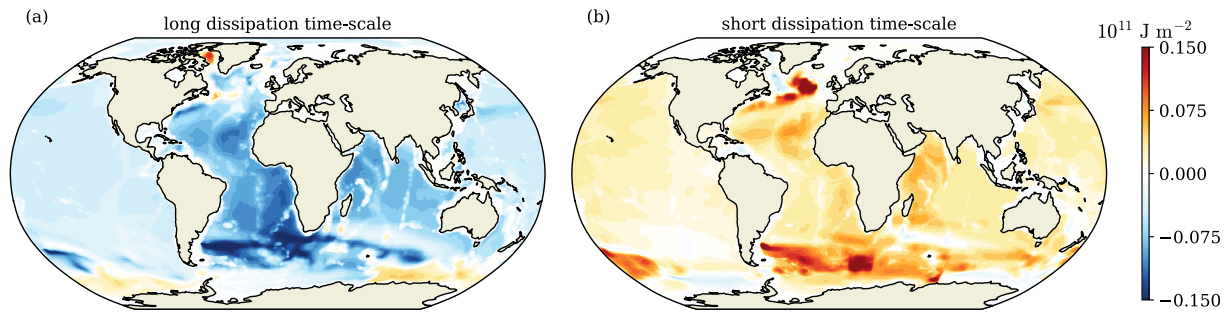 (a)
long dissipation time-scale
(b)
short dissipation time-scale
10¹¹ J m⁻²
0.150
0.075
0.000
−0.075
−0.150